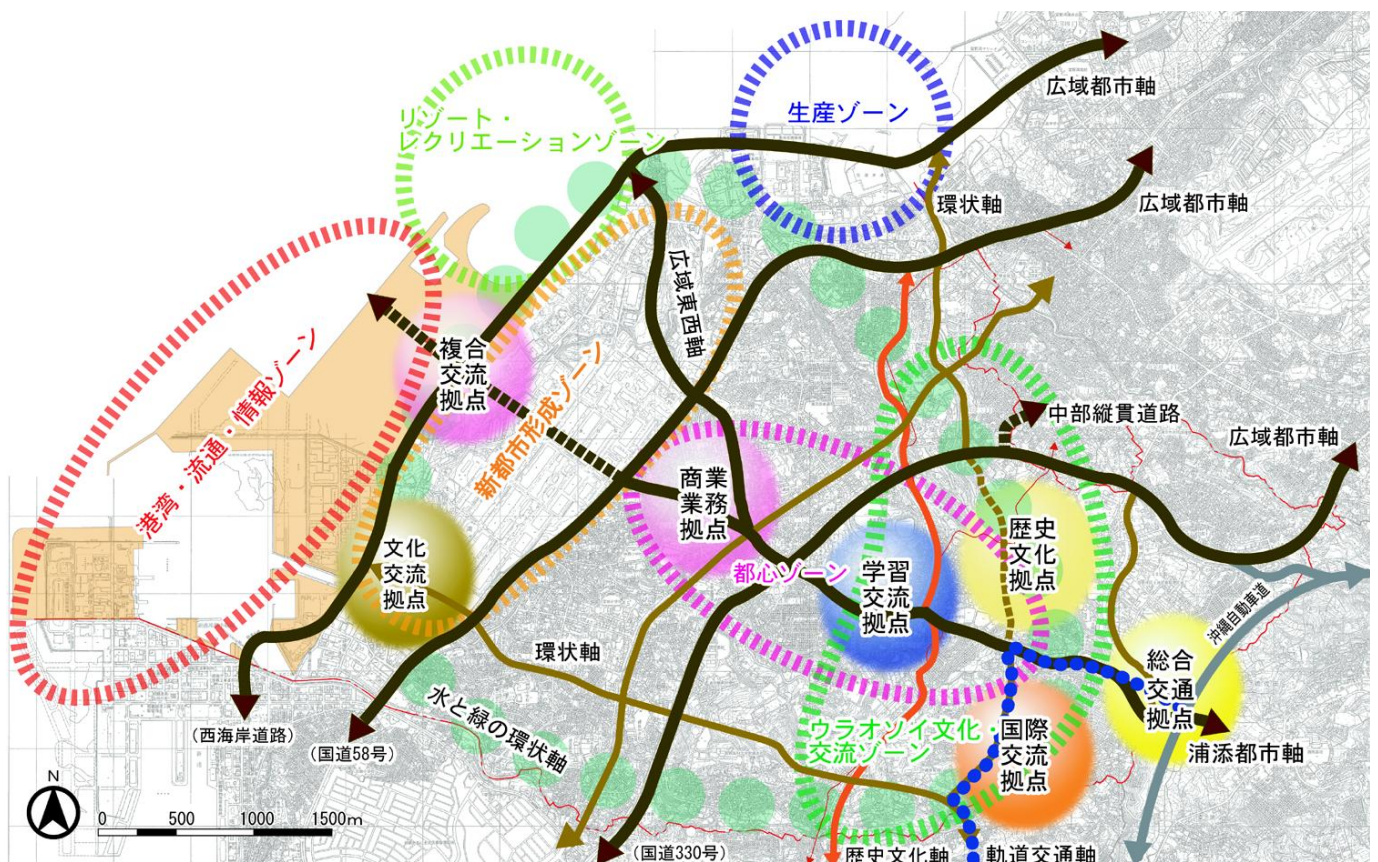 広域都市軸
リゾート・
レクリエーションゾーン
生産ゾーン
環状軸
広域都市軸
広域東西軸
複合
交流
拠点
港湾・流通・情報ゾーン
新都市形成ゾーン
中部縦貫道路
広域都市軸
商業
業務
拠点
歴史
文化
拠点
文化
交流
拠点
都心ゾーン
学習
交流
拠点
沖縄自動車道
環状軸
総合
交通
拠点
水と緑の環状軸
ウラオソイ文化・
交流ゾーン
国際
交流
拠点
浦添都市軸
(西海岸道路)
(国道58号)
N
0 500 1000 1500m
(国道330号)
歴史文化軸
軌道交通軸